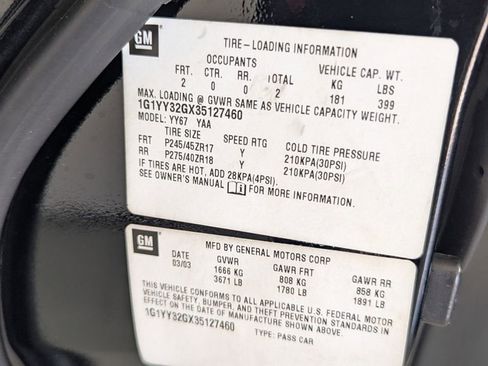 GM
TIRE-LOADING INFORMATION
OCCUPANTS VEHICLE CAP. WT.
FRT. CTR. RR. TOTAL KG LBS
2 0 0 2 181 399
MAX. LOADING @ GVWR SAME AS VEHICLE CAPACITY WEIGHT.
1G1YY32GX35127460
MODEL: YY67 YAA
TIRE SIZE SPEED RTG COLD TIRE PRESSURE
FRT P245/45ZR17 Y 210KPA(30PSI)
RR P275/40ZR18 Y 210KPA(30PSI)
IF TIRES ARE HOT, ADD 28KPA(4PSI).
SEE OWNER'S MANUAL FOR MORE INFORMATION.
GM
MFD BY GENERAL MOTORS CORP
DATE GVWR GAWR FRT GAWR RR
03/03 1666 KG 808 KG 858 KG
3671 LB 1780 LB 1891 LB
THIS VEHICLE CONFORMS TO ALL APPLICABLE U.S. FEDERAL MOTOR
VEHICLE SAFETY, BUMPER, AND THEFT PREVENTION STANDARDS IN
EFFECT ON THE DATE OF MANUFACTURE SHOWN ABOVE.
1G1YY32GX35127460
TYPE: PASS CAR